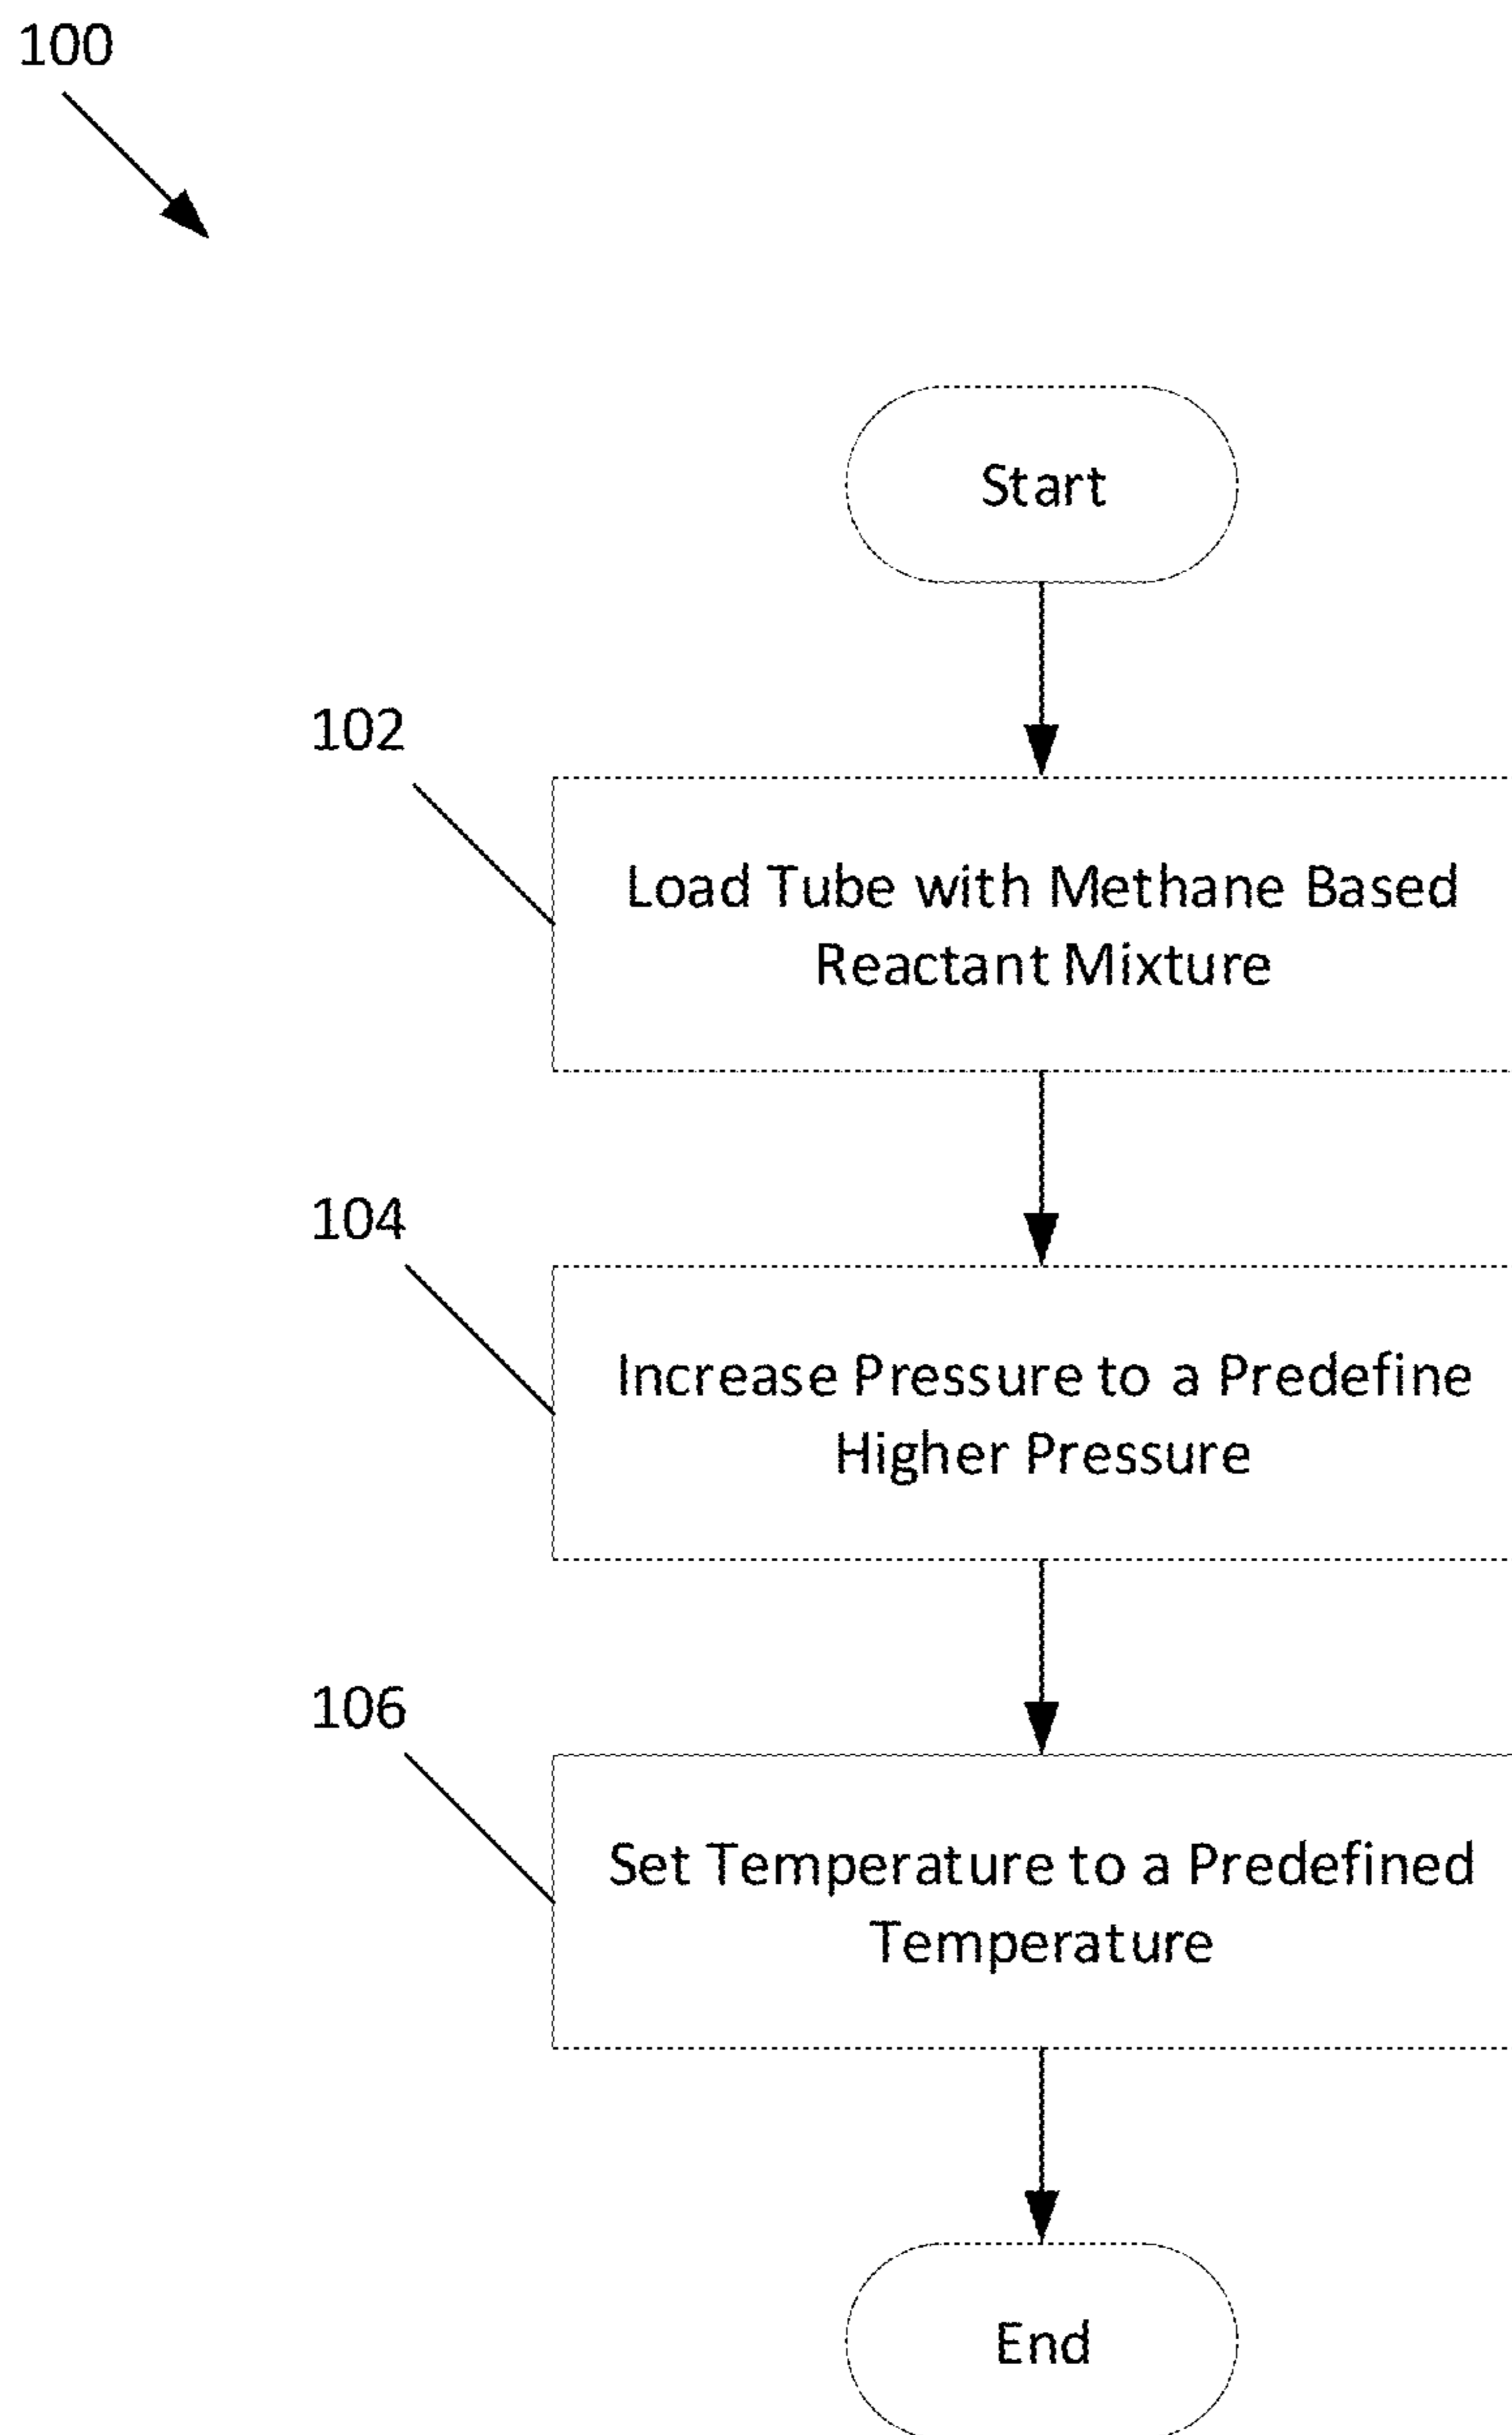 100
Start
102
Load Tube with Methane Based
Reactant Mixture
104
Increase Pressure to a Predefine
Higher Pressure
106
Set Temperature to a Predefined
Temperature
End